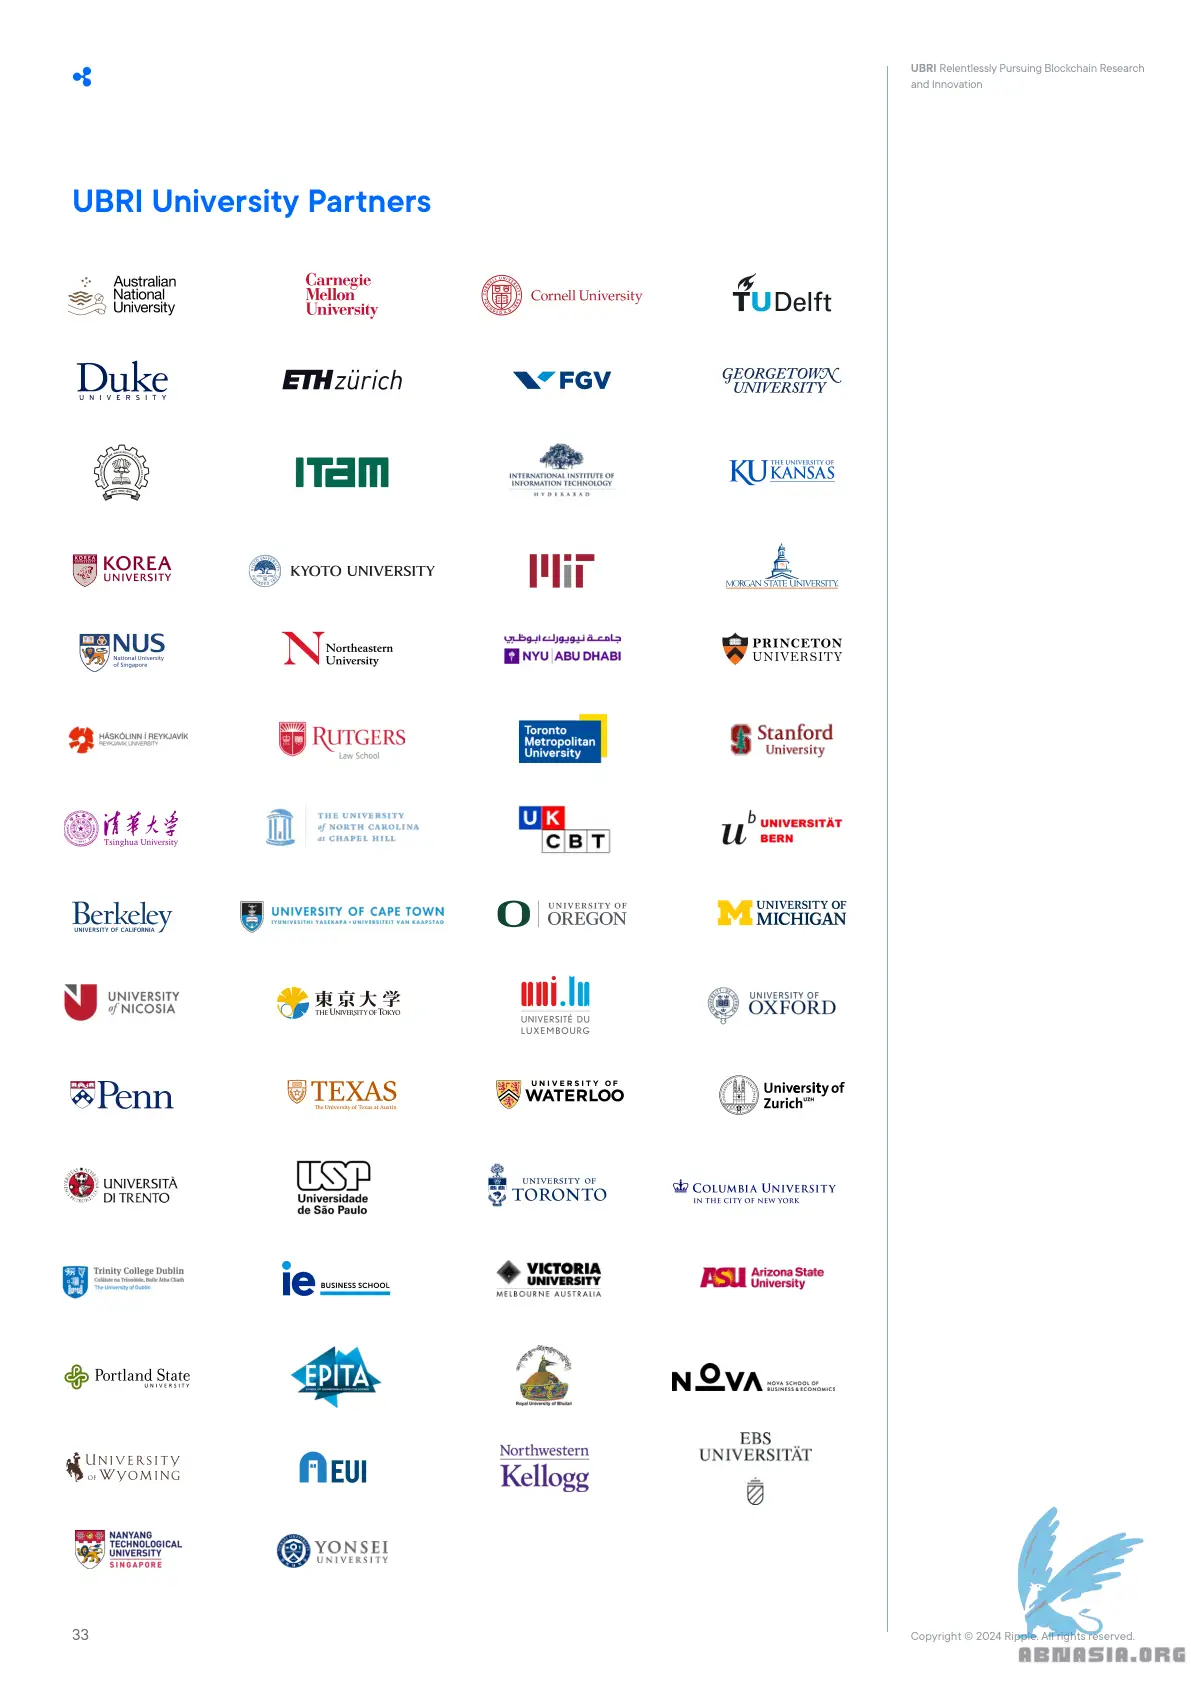 UBRI Relentlessly Pursuing Blockchain Research
and Innovation
UBRI University Partners
Australian
National
University
Carnegie
Mellon
University
Cornell University
TUDelft
Duke
UNIVERSITY
ETH zürich
FGV
GEORGETOWN
UNIVERSITY
ITAM
INTERNATIONAL INSTITUTE OF
INFORMATION TECHNOLOGY
HYDERABAD
KU THE UNIVERSITY OF
KANSAS
KOREA
UNIVERSITY
KYOTO UNIVERSITY
MIT
MORGAN STATE UNIVERSITY
NUS
National University
of Singapore
N Northeastern
University
جامعـة نيويورك أبوظبي
NYU ABU DHABI
PRINCETON
UNIVERSITY
HÁSKÓLINN Í REYKJAVÍK
REYKJAVIK UNIVERSITY
RUTGERS
Law School
Toronto
Metropolitan
University
Stanford
University
清華大学
Tsinghua University
THE UNIVERSITY
of NORTH CAROLINA
at CHAPEL HILL
UK
CBT
u b UNIVERSITÄT
BERN
Berkeley
UNIVERSITY OF CALIFORNIA
UNIVERSITY OF CAPE TOWN
IYUNIVESITHI YASEKAPA • UNIVERSITEIT VAN KAAPSTAD
O UNIVERSITY OF
OREGON
M UNIVERSITY OF
MICHIGAN
UNIVERSITY
of NICOSIA
東京大学
THE UNIVERSITY OF TOKYO
uni.lu
UNIVERSITÉ DU
LUXEMBOURG
UNIVERSITY OF
OXFORD
Penn
TEXAS
The University of Texas at Austin
UNIVERSITY OF
WATERLOO
University of
Zurich UZH
UNIVERSITÀ
DI TRENTO
USP
Universidade
de São Paulo
UNIVERSITY OF
TORONTO
COLUMBIA UNIVERSITY
IN THE CITY OF NEW YORK
Trinity College Dublin
Coláiste na Tríonóide, Baile Átha Cliath
The University of Dublin
ie BUSINESS SCHOOL
VICTORIA
UNIVERSITY
MELBOURNE AUSTRALIA
ASU Arizona State
University
Portland State
UNIVERSITY
EPITA
Royal University of Bhutan
NOVA NOVA SCHOOL OF
BUSINESS & ECONOMICS
UNIVERSITY
OF WYOMING
EUI
Northwestern
Kellogg
EBS
UNIVERSITÄT
NANYANG
TECHNOLOGICAL
UNIVERSITY
SINGAPORE
YONSEI
UNIVERSITY
33
Copyright © 2024 Ripple. All rights reserved.
ABNASIA.ORG